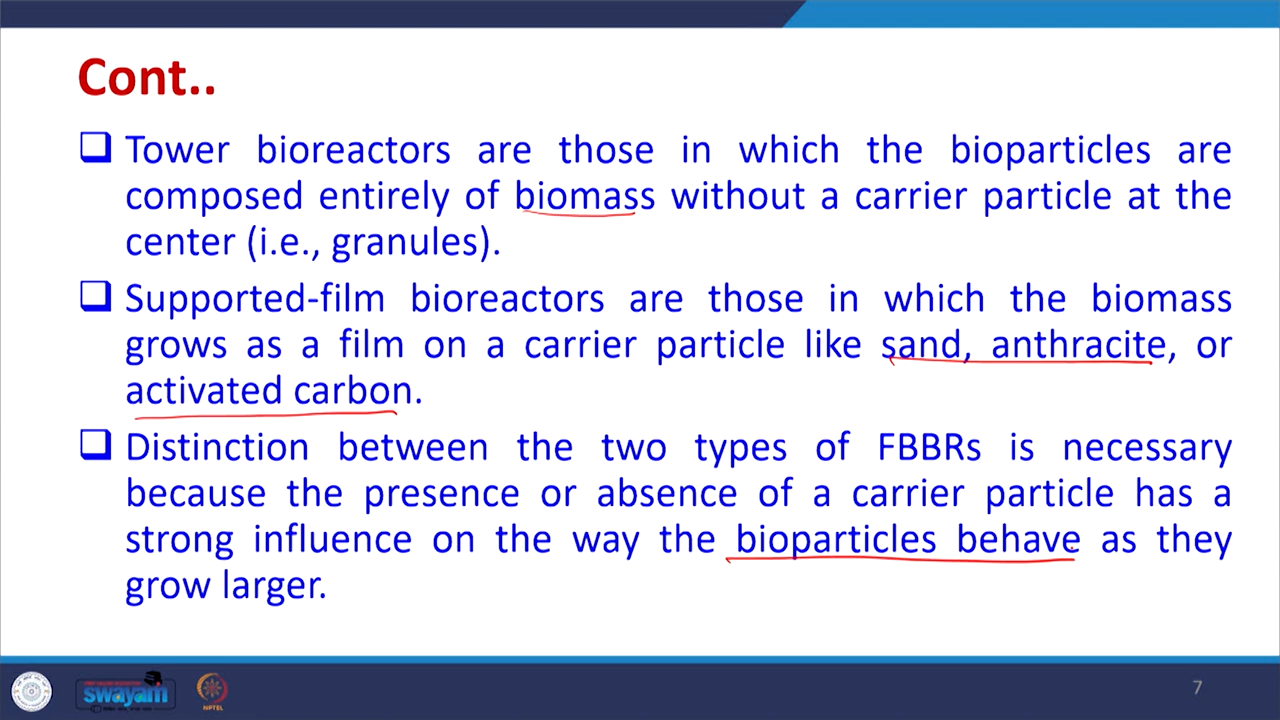 Cont..
❑ Tower bioreactors are those in which the bioparticles are
composed entirely of biomass without a carrier particle at the
center (i.e., granules).
❑ Supported-film bioreactors are those in which the biomass
grows as a film on a carrier particle like sand, anthracite, or
activated carbon.
❑ Distinction between the two types of FBBRs is necessary
because the presence or absence of a carrier particle has a
strong influence on the way the bioparticles behave as they
grow larger.
swayam
NPTEL
7